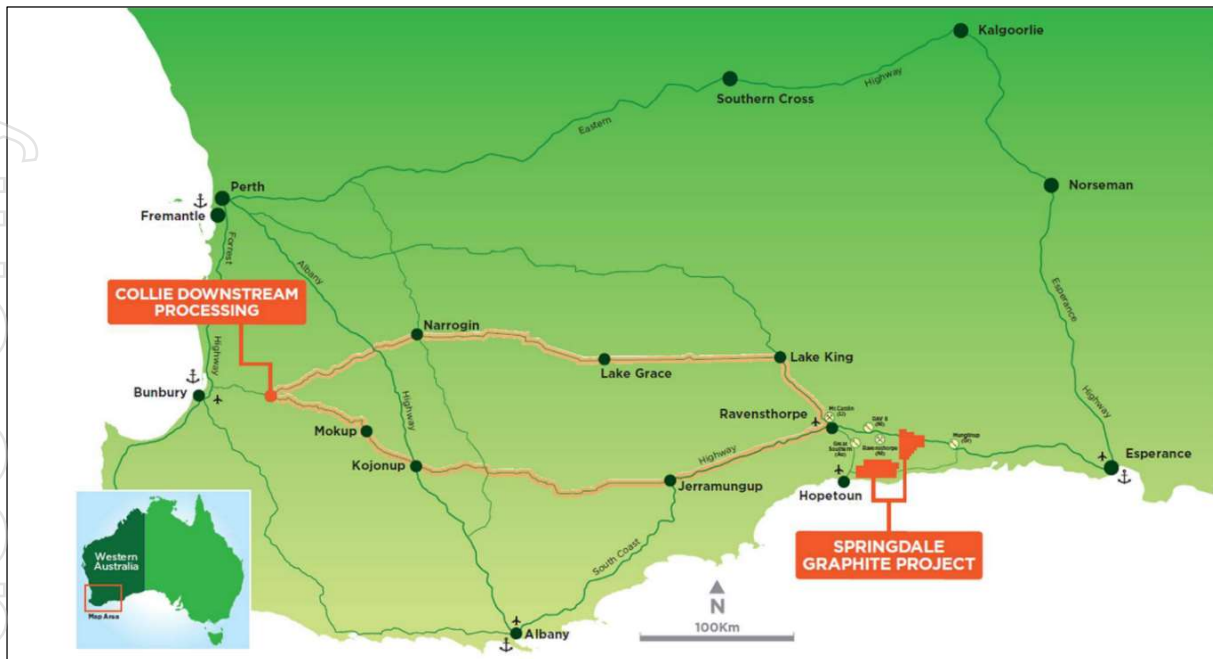 Kalgoorlie
Southern Cross
Highway
Eastern
Perth
Fremantle
Norseman
Forrest
Albany
COLLIE DOWNSTREAM
PROCESSING
Narrogin
Esperance
Highway
Lake King
Lake Grace
Bunbury
Highway
Ravensthorpe
Mokup
Kojonup
Highway
Highway
Jerramungup
Hopetoun
Esperance
SPRINGDALE
GRAPHITE PROJECT
South Coast
Albany
Western
Australia
Map Area
N
100Km